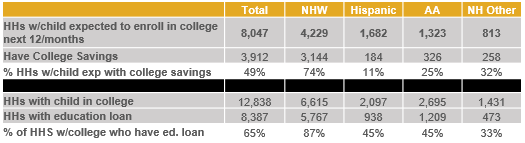 Total NHW Hispanic AA NH Other
HHs w/child expected to enroll in college
next 12/months 8,047 4,229 1,682 1,323 813
Have College Savings 3,912 3,144 184 326 258
% HHs w/child exp with college savings 49% 74% 11% 25% 32%
HHs with child in college 12,838 6,615 2,097 2,695 1,431
HHs with education loan 8,387 5,767 938 1,209 473
% of HHS w/college who have ed. loan 65% 87% 45% 45% 33%